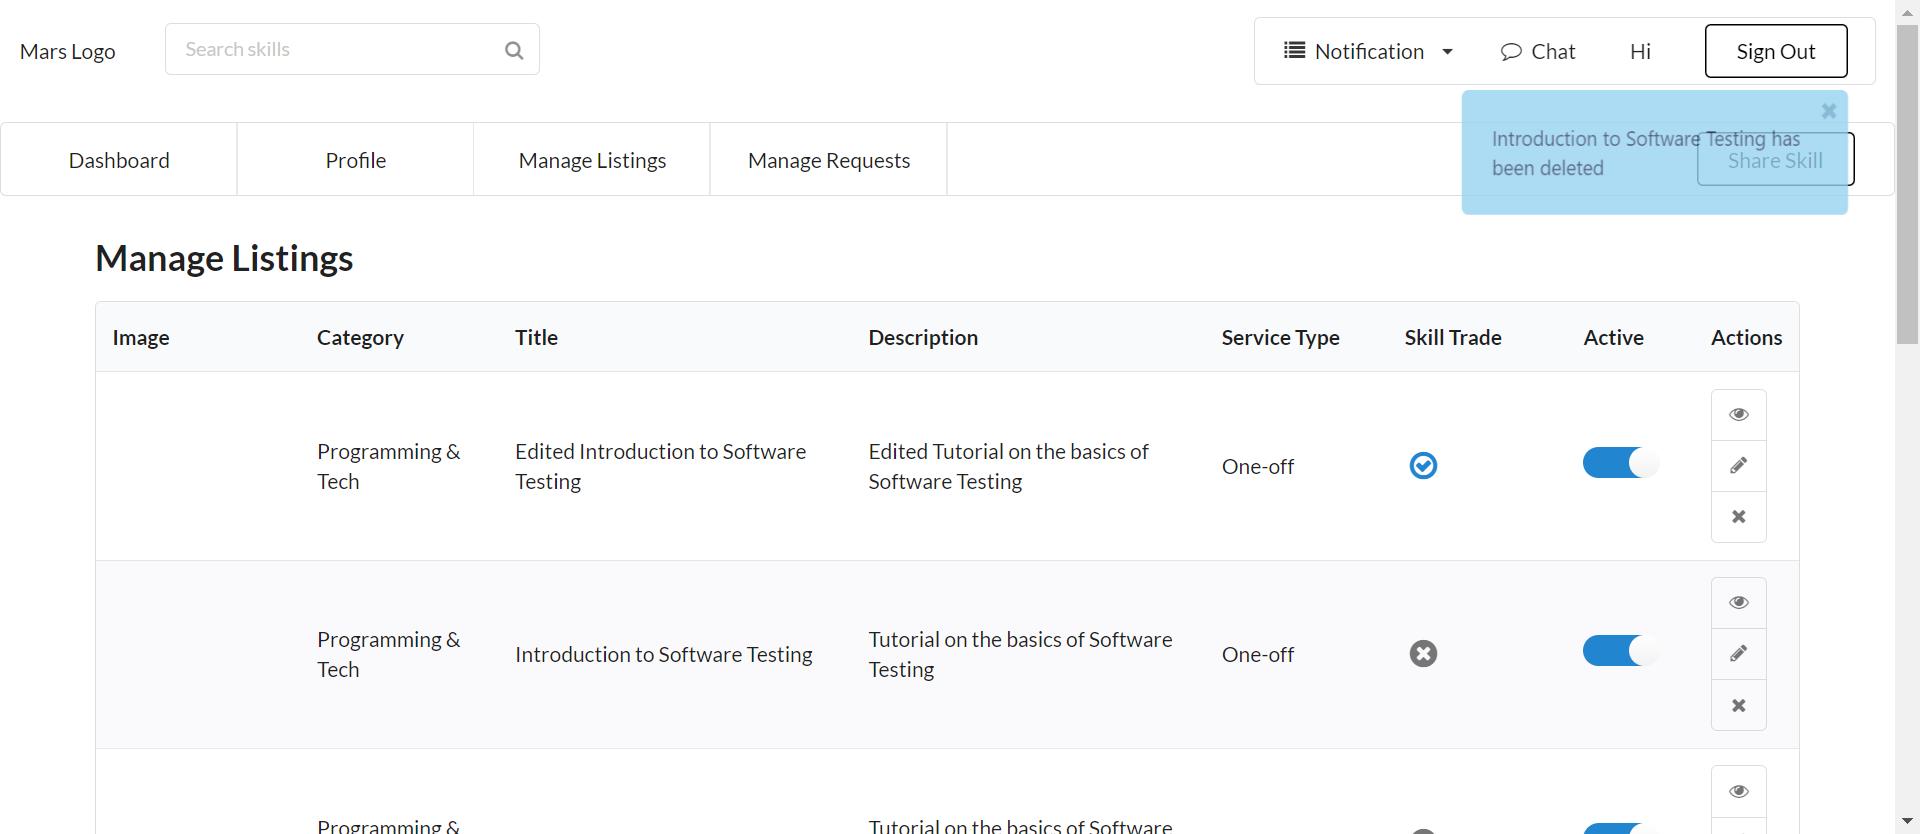 Mars Logo
Search skills
Notification
Chat
Hi
Sign Out
Introduction to Software Testing has
been deleted
Dashboard
Profile
Manage Listings
Manage Requests
Share Skill
Manage Listings
Image Category Title Description Service Type Skill Trade Active Actions
Programming &
Tech
Edited Introduction to Software
Testing
Edited Tutorial on the basics of
Software Testing
One-off
Programming &
Tech
Introduction to Software Testing
Tutorial on the basics of Software
Testing
One-off
Programming &
Tutorial on the basics of Software